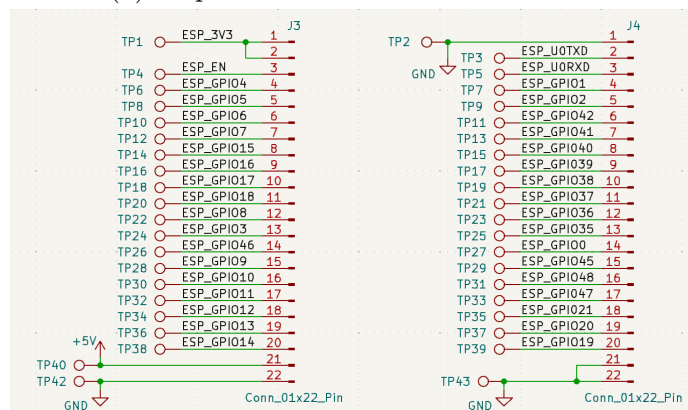 J3
TP1 ESP_3V3 1
2
TP4 ESP_EN 3
TP6 ESP_GPIO4 4
TP8 ESP_GPIO5 5
TP10 ESP_GPIO6 6
TP12 ESP_GPIO7 7
TP14 ESP_GPIO15 8
TP16 ESP_GPIO16 9
TP18 ESP_GPIO17 10
TP20 ESP_GPIO18 11
TP22 ESP_GPIO8 12
TP24 ESP_GPIO3 13
TP26 ESP_GPIO46 14
TP28 ESP_GPIO9 15
TP30 ESP_GPIO10 16
TP32 ESP_GPIO11 17
TP34 ESP_GPIO12 18
TP36 ESP_GPIO13 19
TP38 ESP_GPIO14 20
+5V
TP40 21
TP42 22
GND
Conn_01x22_Pin
J4
TP2 1
GND
TP3 ESP_U0TXD 2
TP5 ESP_U0RXD 3
TP7 ESP_GPIO1 4
TP9 ESP_GPIO2 5
TP11 ESP_GPIO42 6
TP13 ESP_GPIO41 7
TP15 ESP_GPIO40 8
TP17 ESP_GPIO39 9
TP19 ESP_GPIO38 10
TP21 ESP_GPIO37 11
TP23 ESP_GPIO36 12
TP25 ESP_GPIO35 13
TP27 ESP_GPIO0 14
TP29 ESP_GPIO45 15
TP31 ESP_GPIO48 16
TP33 ESP_GPIO47 17
TP35 ESP_GPIO21 18
TP37 ESP_GPIO20 19
TP39 ESP_GPIO19 20
21
TP43 22
GND
Conn_01x22_Pin